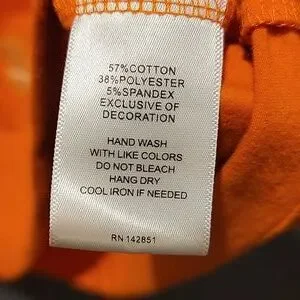 57%COTTON
38%POLYESTER
5%SPANDEX
EXCLUSIVE OF
DECORATION
HAND WASH
WITH LIKE COLORS
DO NOT BLEACH
HANG DRY
COOL IRON IF NEEDED
RN 142851